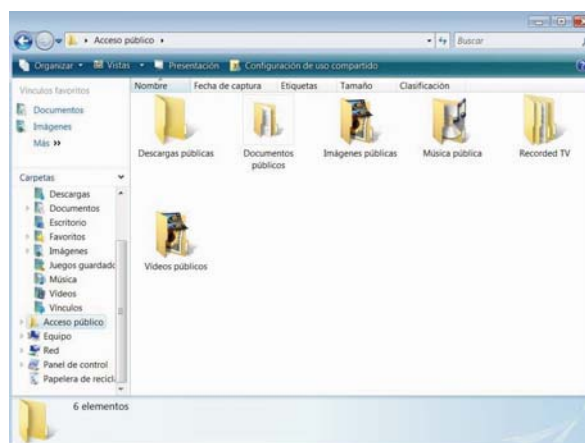 Acceso público
Buscar
Organizar Vistas Presentación Configuración de uso compartido
Vínculos favoritos
Documentos
Imágenes
Más >>
Carpetas
Descargas
Documentos
Escritorio
Favoritos
Imágenes
Juegos guardado
Música
Vídeos
Vínculos
Acceso público
Equipo
Red
Panel de control
Papelera de recicl
Nombre Fecha de captura Etiquetas Tamaño Clasificación
Descargas públicas
Documentos
públicos
Imágenes públicas
Música pública
Recorded TV
Vídeos públicos
6 elementos